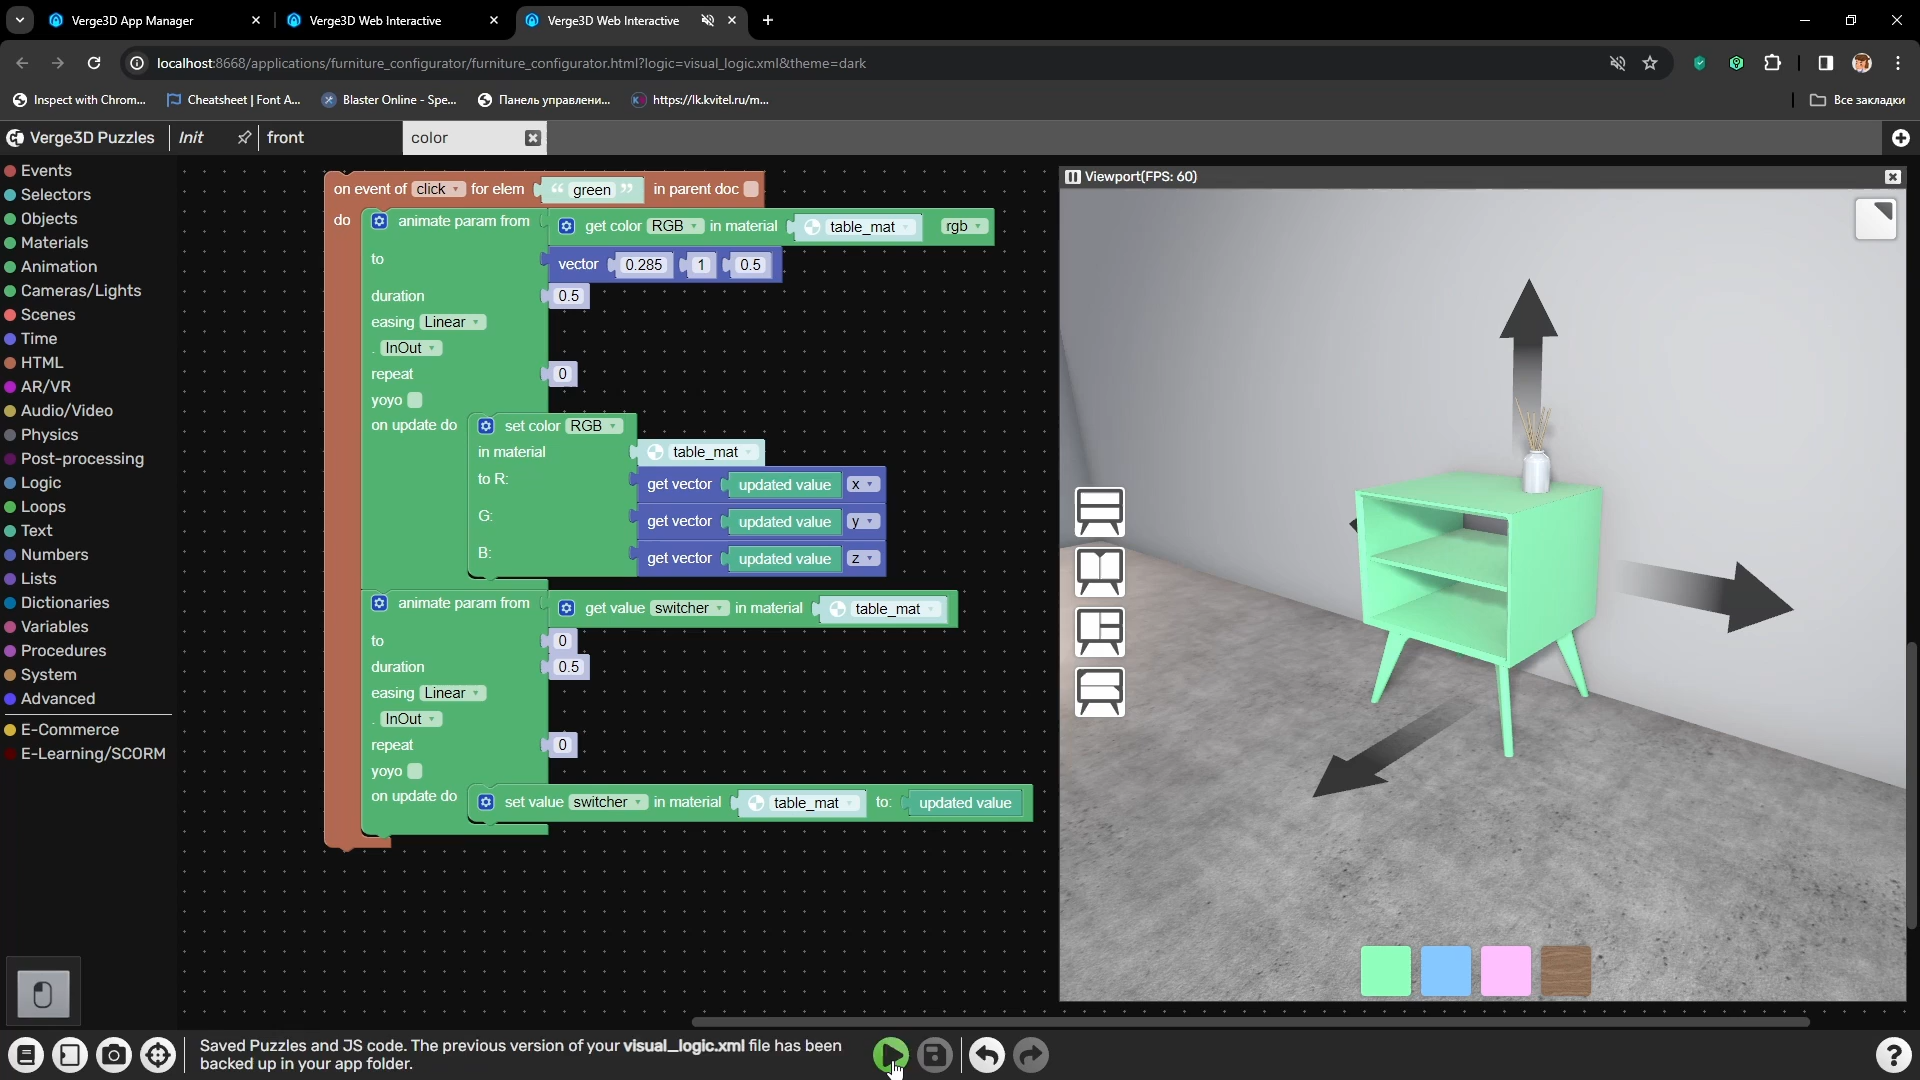 Verge3D App Manager
Verge3D Web Interactive
Verge3D Web Interactive
localhost:8668/applications/furniture_configurator/furniture_configurator.html?logic=visual_logic.xml&theme=dark
Inspect with Chrom...
Cheatsheet | Font A...
Blaster Online - Spe...
Панель управлени...
https://lk.kvitel.ru/m...
Все закладки
Verge3D Puzzles
Init
front
color
Events
Selectors
Objects
Materials
Animation
Cameras/Lights
Scenes
Time
HTML
AR/VR
Audio/Video
Physics
Post-processing
Logic
Loops
Text
Numbers
Lists
Dictionaries
Variables
Procedures
System
Advanced
E-Commerce
E-Learning/SCORM
on event of click for elem “ green ” in parent doc
do animate param from get color RGB in material table_mat rgb
to vector 0.285 1 0.5
duration 0.5
easing Linear
. InOut
repeat 0
yoyo
on update do set color RGB
in material table_mat
to R: get vector updated value x
G: get vector updated value y
B: get vector updated value z
animate param from get value switcher in material table_mat
to 0
duration 0.5
easing Linear
. InOut
repeat 0
yoyo
on update do set value switcher in material table_mat to: updated value
Viewport(FPS: 60)
Saved Puzzles and JS code. The previous version of your visual_logic.xml file has been
backed up in your app folder.
?